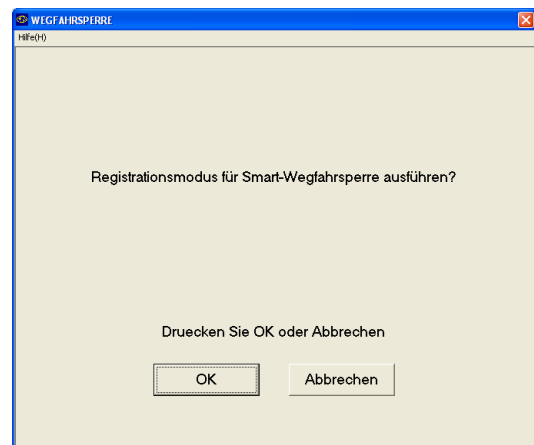 WEGFAHRSPERRE
Hilfe(H)
Registrationsmodus für Smart-Wegfahrsperre ausführen?
Druecken Sie OK oder Abbrechen
OK Abbrechen